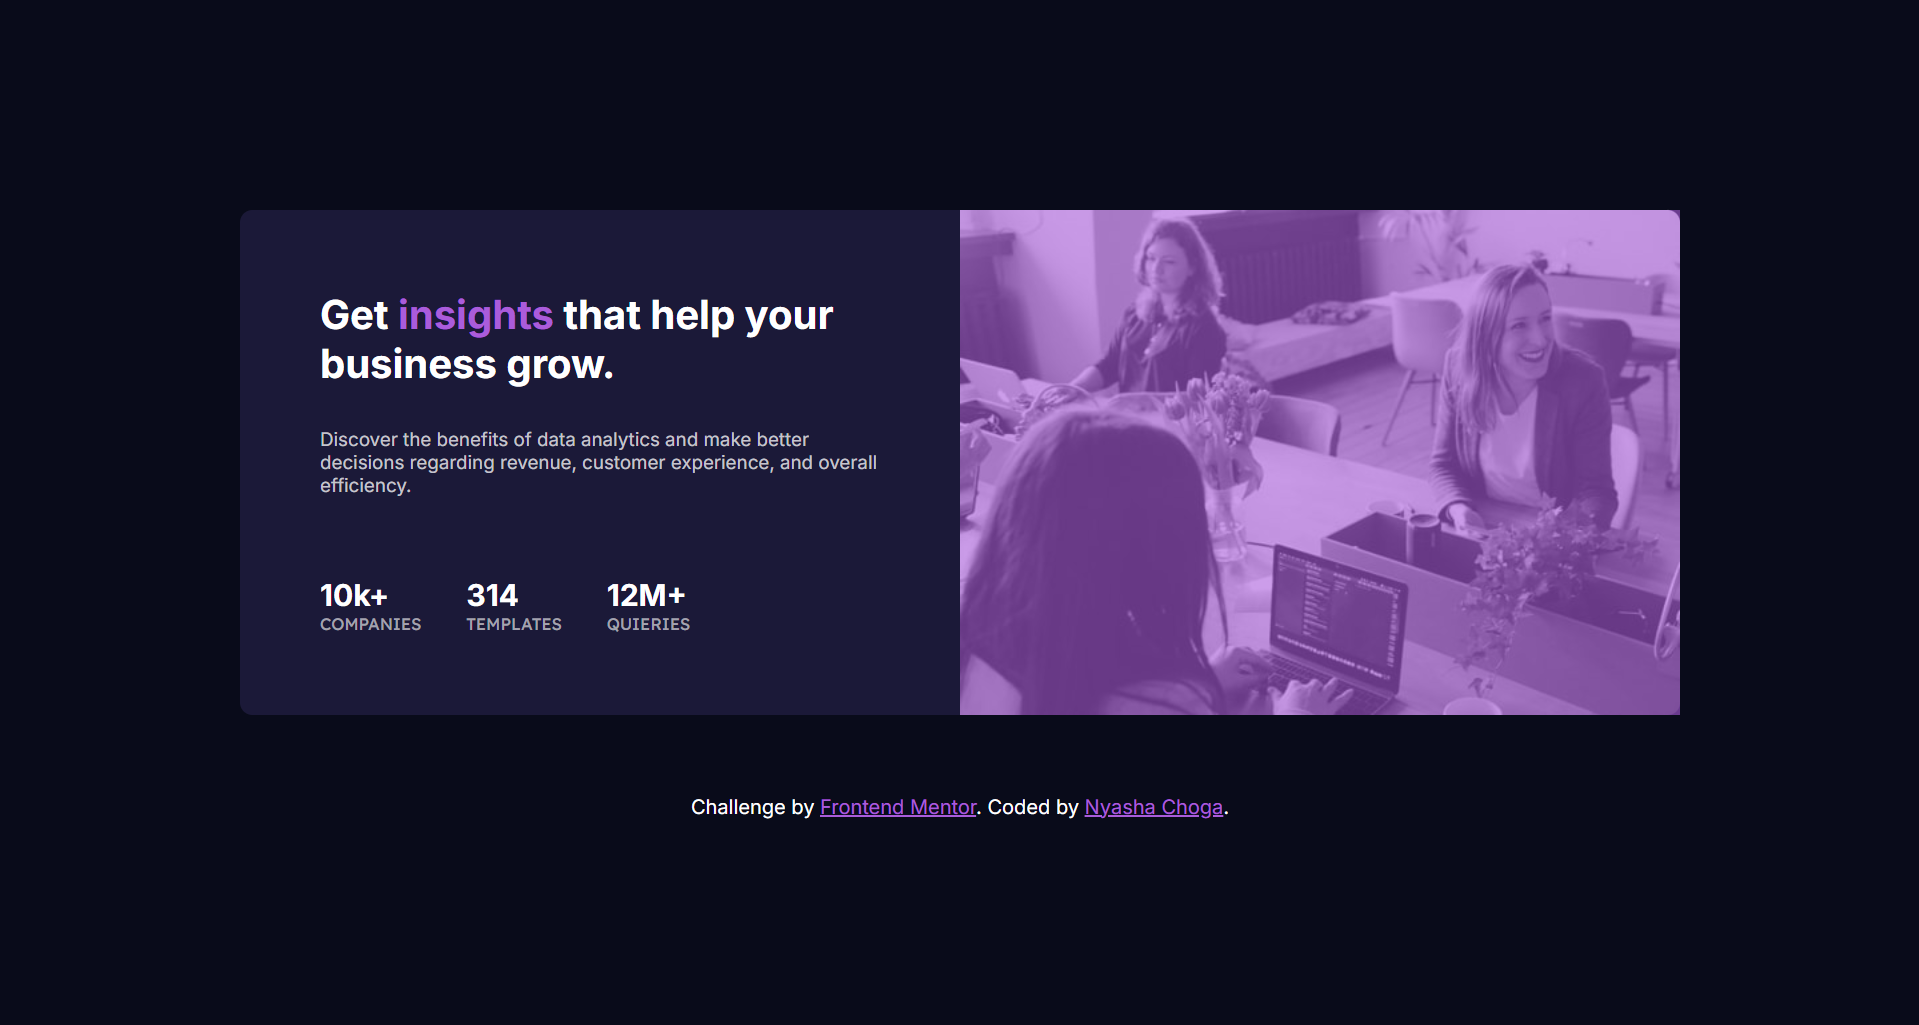 Get insights that help your
business grow.
Discover the benefits of data analytics and make better
decisions regarding revenue, customer experience, and overall
efficiency.
10k+ 314 12M+
COMPANIES TEMPLATES QUIERIES
Challenge by Frontend Mentor. Coded by Nyasha Choga.